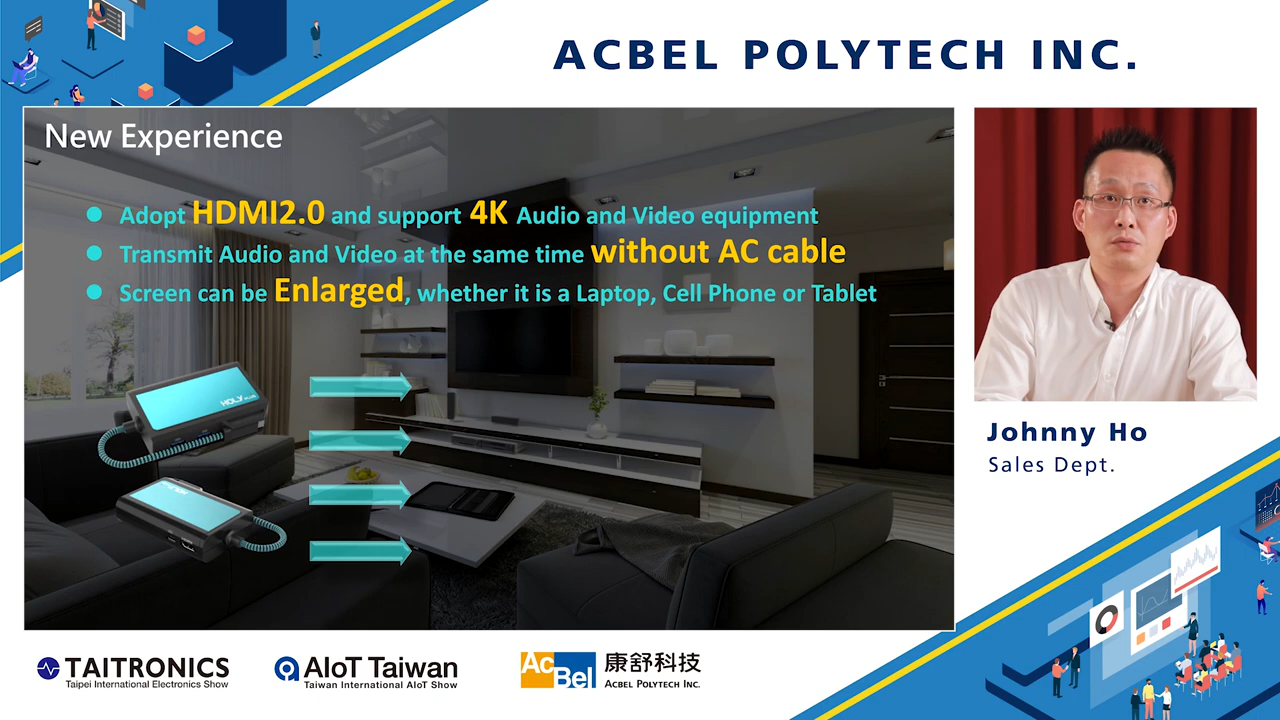 ACBEL POLYTECH INC.
New Experience
Adopt HDMI2.0 and support 4K Audio and Video equipment
Transmit Audio and Video at the same time without AC cable
Screen can be Enlarged, whether it is a Laptop, Cell Phone or Tablet
Johnny Ho
Sales Dept.
TAITRONICS
Taipei International Electronics Show
AIoT Taiwan
Taiwan International AIoT Show
AcBel
康舒科技
ACBEL POLYTECH INC.